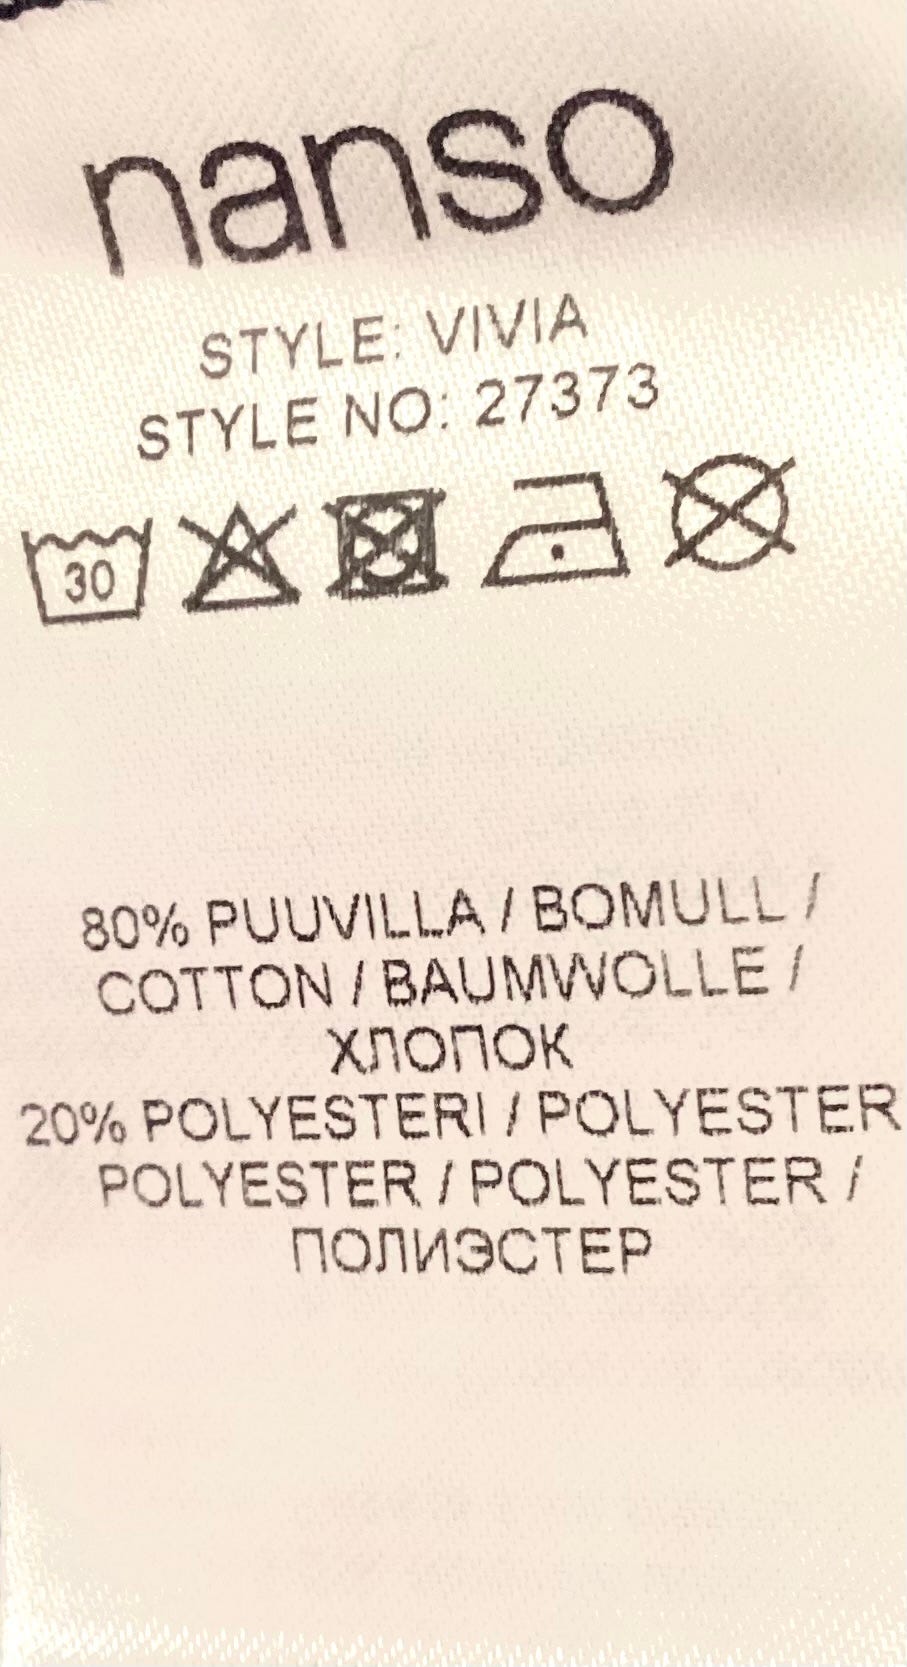 nanso
STYLE: VIVIA
STYLE NO: 27373
30
80% PUUVILLA / BOMULL /
COTTON / BAUMWOLLE /
ХЛОПОК
20% POLYESTERI / POLYESTER
POLYESTER / POLYESTER /
ПОЛИЭСТЕР